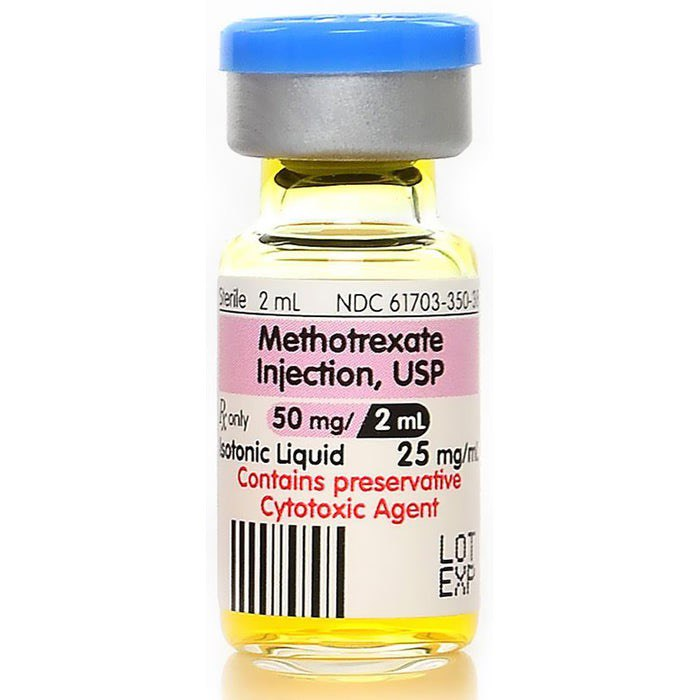 Sterile 2 mL NDC 61703-350-38
Methotrexate
Injection, USP
Rx only 50 mg/ 2 mL
Isotonic Liquid 25 mg/mL
Contains preservative
Cytotoxic Agent
LOT
EXP